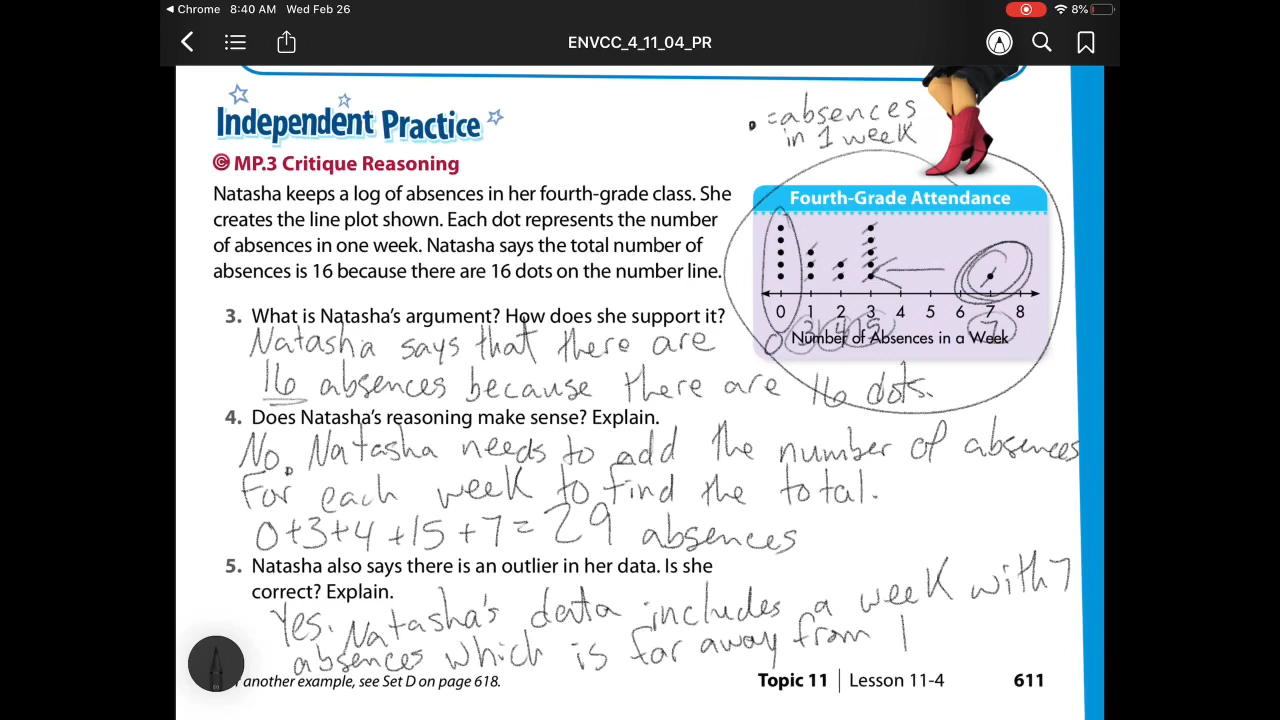 Chrome 8:40 AM Wed Feb 26 8%
ENVCC_4_11_04_PR
Independent Practice
• = absences
in 1 week
MP.3 Critique Reasoning
Natasha keeps a log of absences in her fourth-grade class. She
creates the line plot shown. Each dot represents the number
of absences in one week. Natasha says the total number of
absences is 16 because there are 16 dots on the number line.
Fourth-Grade Attendance
0 1 2 3 4 5 6 7 8
0 3 4 15 7
Number of Absences in a Week
3. What is Natasha's argument? How does she support it?
Natasha says that there are
16 absences because there are 16 dots.
4. Does Natasha's reasoning make sense? Explain.
No. Natasha needs to add the number of absences
for each week to find the total.
0+3+4+15+7=29 absences
5. Natasha also says there is an outlier in her data. Is she
correct? Explain.
Yes. Natasha's data includes a week with 7
absences which is far away from
another example, see Set D on page 618.
Topic 11 | Lesson 11-4 611